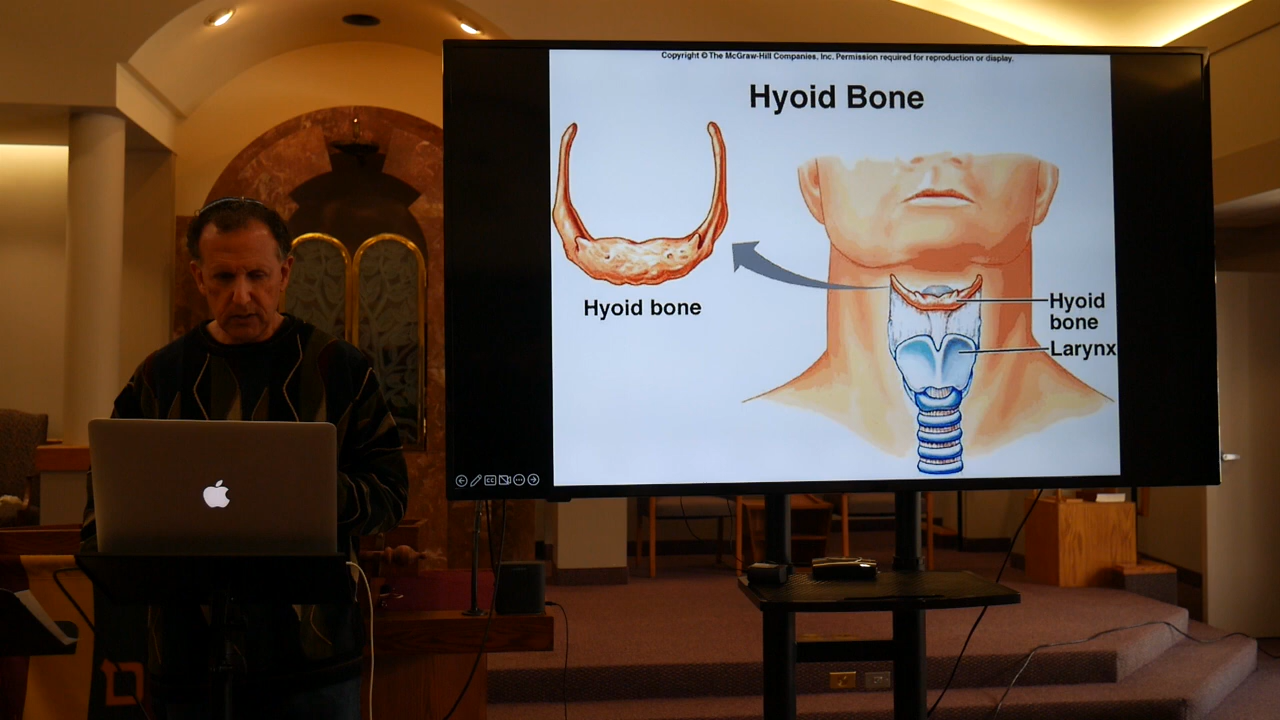 Copyright © The McGraw-Hill Companies, Inc. Permission required for reproduction or display.
Hyoid Bone
Hyoid bone
Hyoid
bone
Larynx
CC
ם